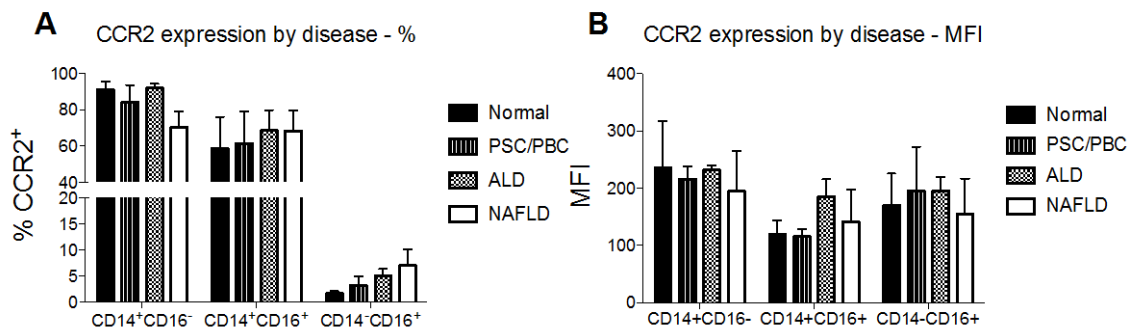 A
CCR2 expression by disease - %
% CCR2⁺
100
80
60
40
20
15
10
5
0
CD14⁺CD16⁻
CD14⁺CD16⁺
CD14⁻CD16⁺
Normal
PSC/PBC
ALD
NAFLD
B
CCR2 expression by disease - MFI
MFI
400
300
200
100
0
CD14+CD16-
CD14+CD16+
CD14-CD16+
Normal
PSC/PBC
ALD
NAFLD